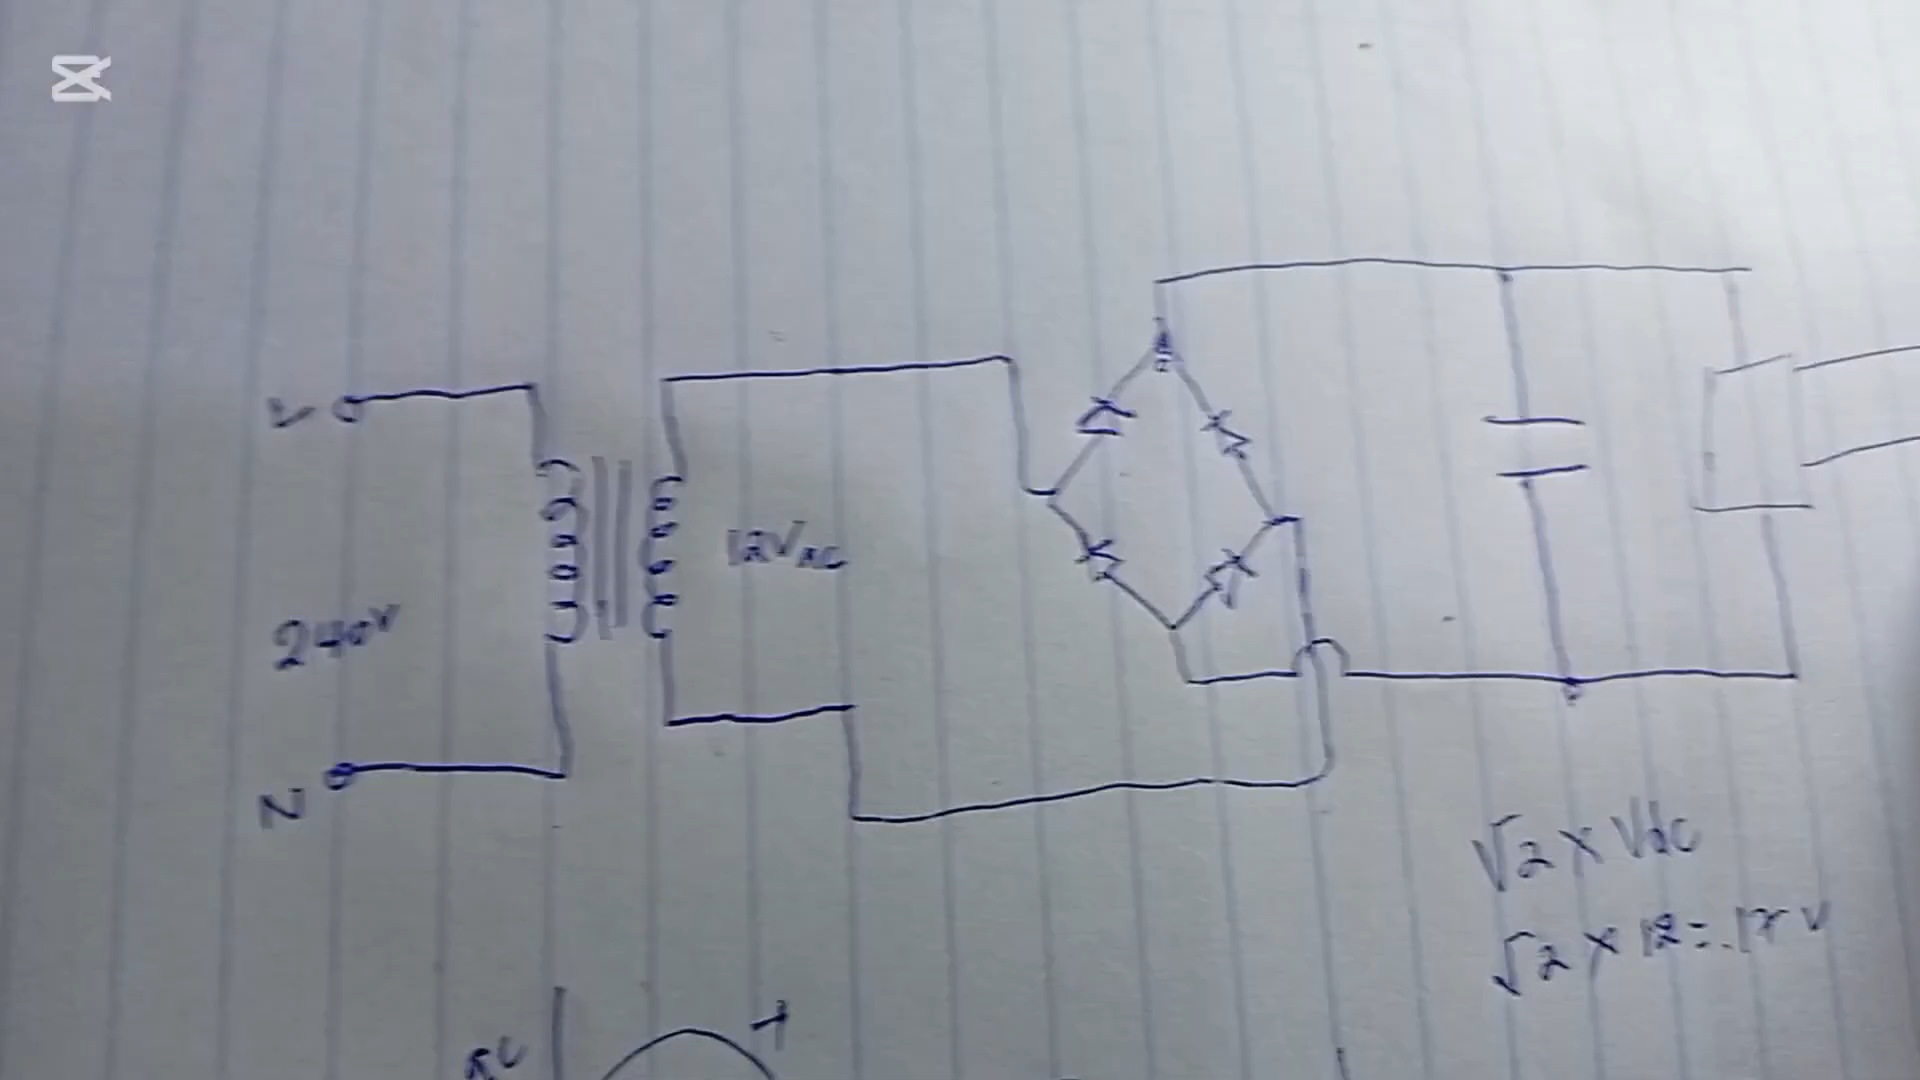 L
240V
N
12VAC
√2 × Vdc
√2 × 12 = 17 V
AC
+